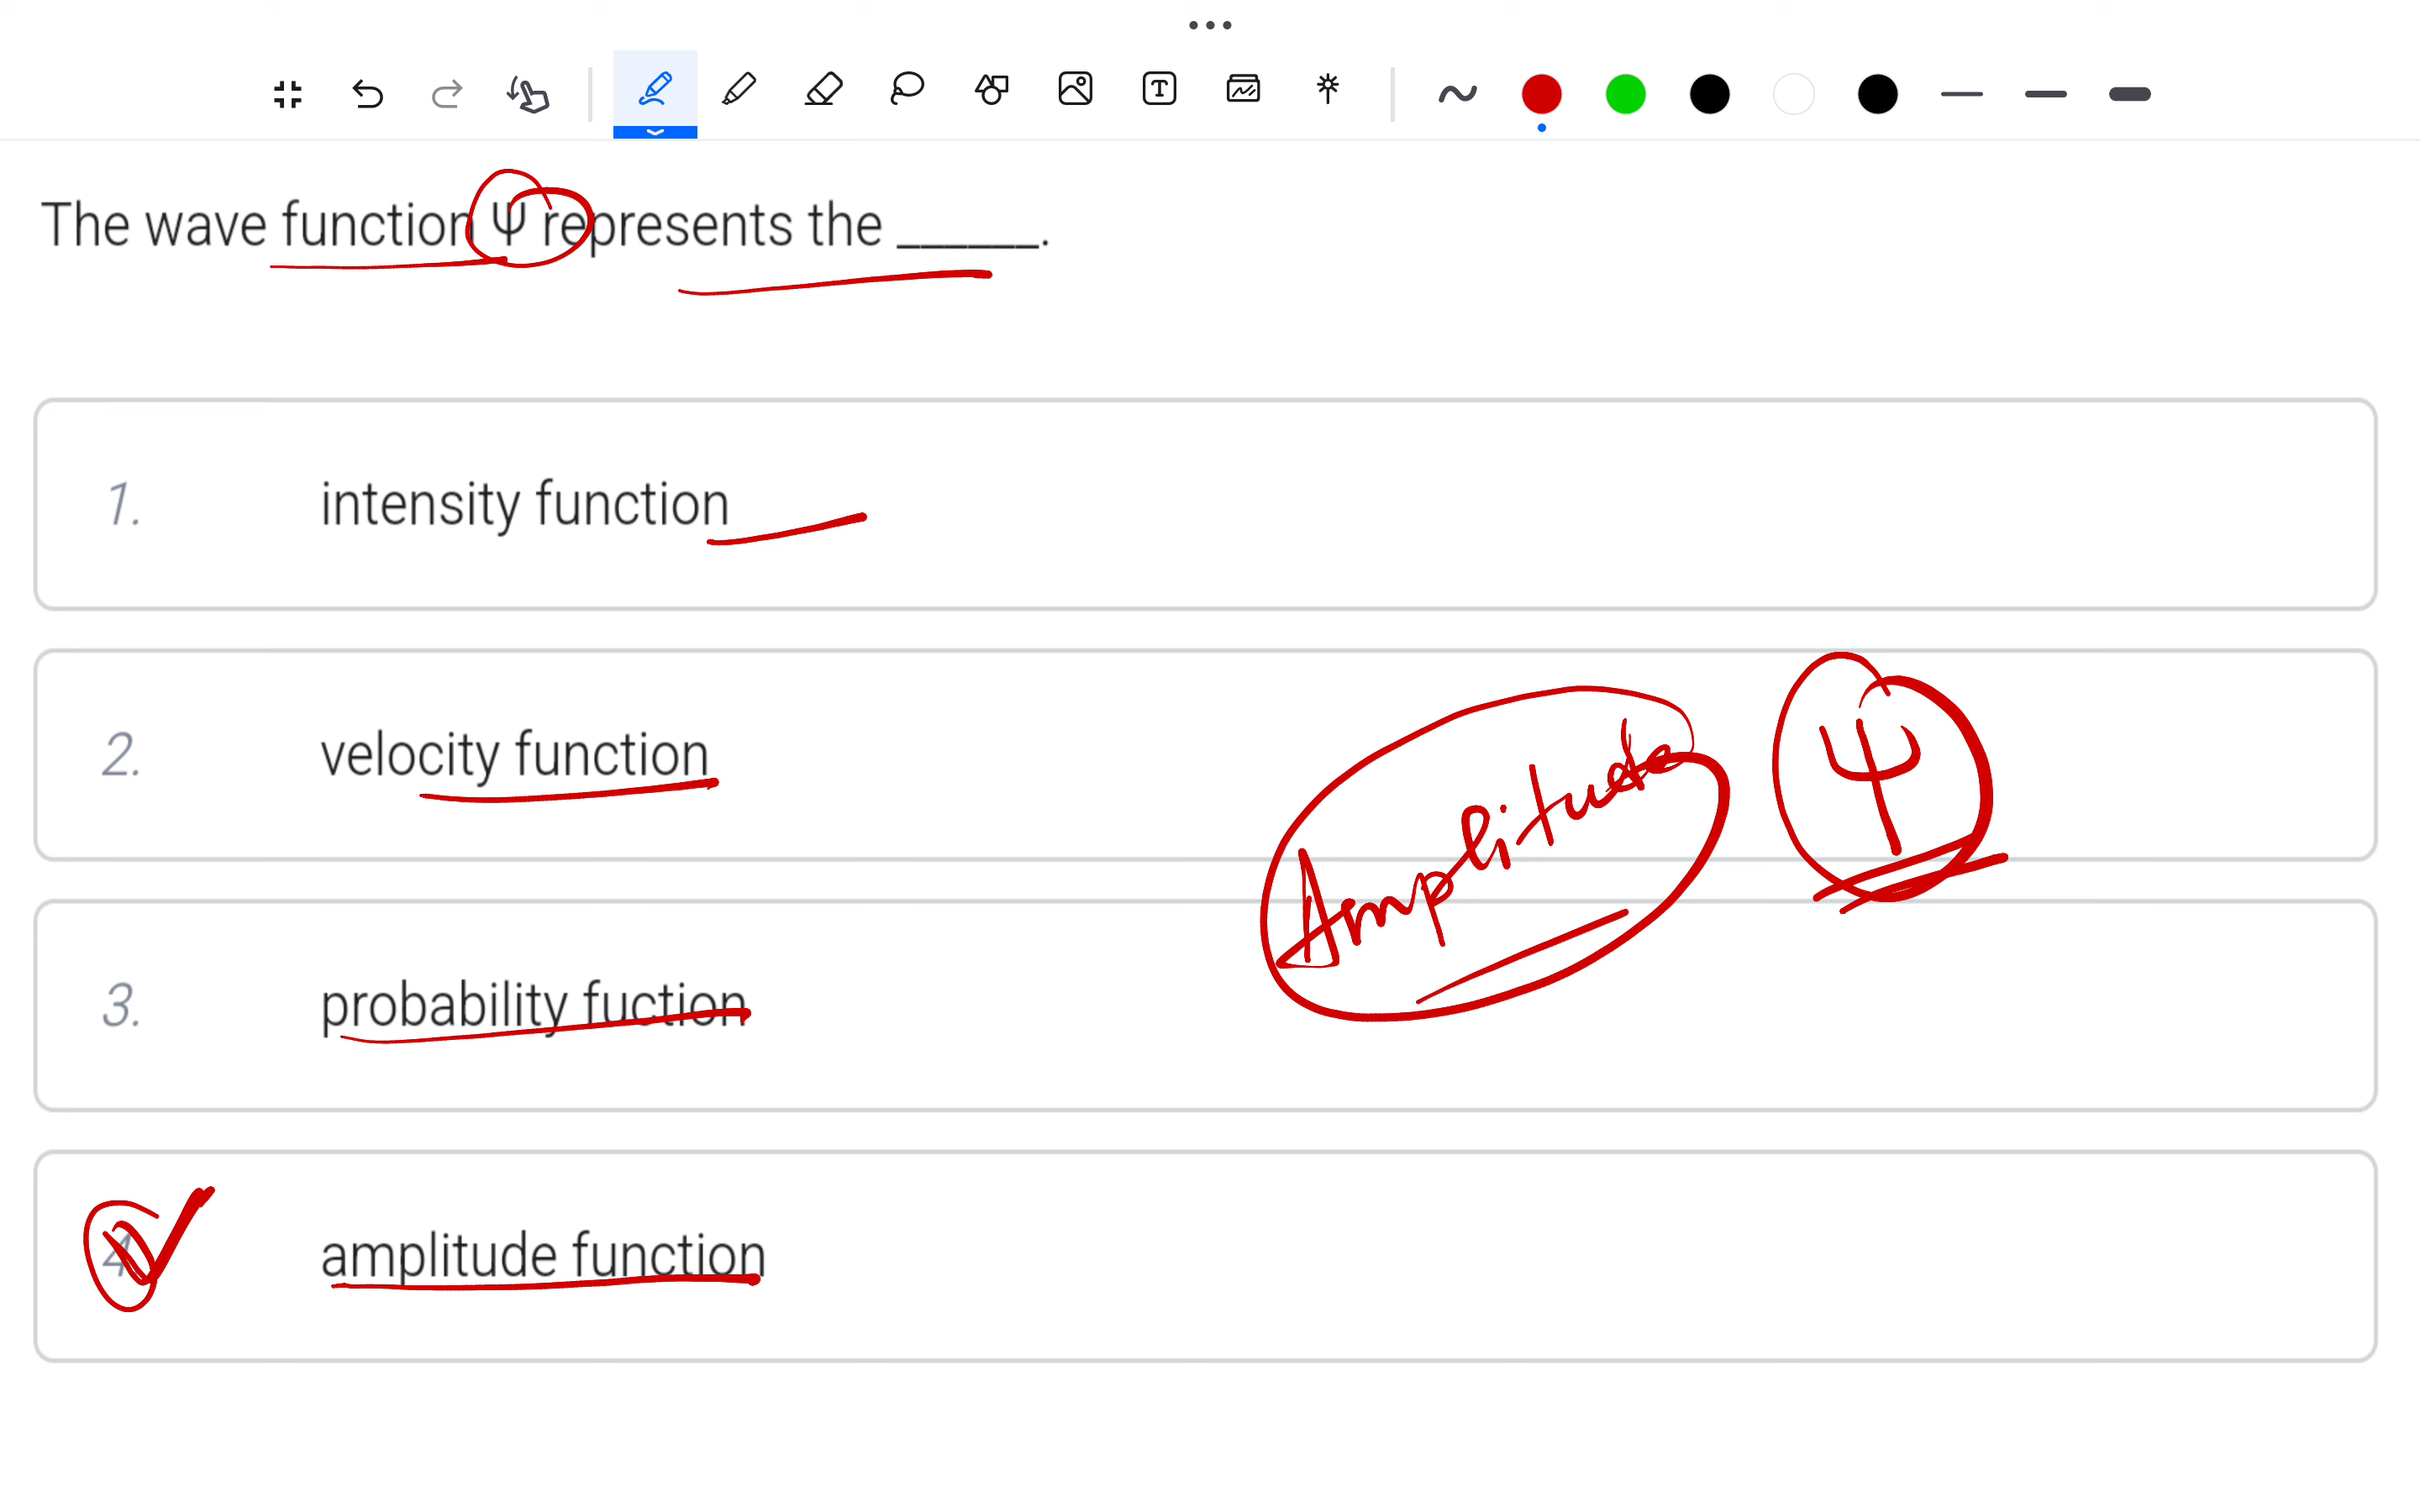 The wave function Ψ represents the ______.
1. intensity function
2. velocity function
Amplitude Ψ
3. probability fuction
4. amplitude function